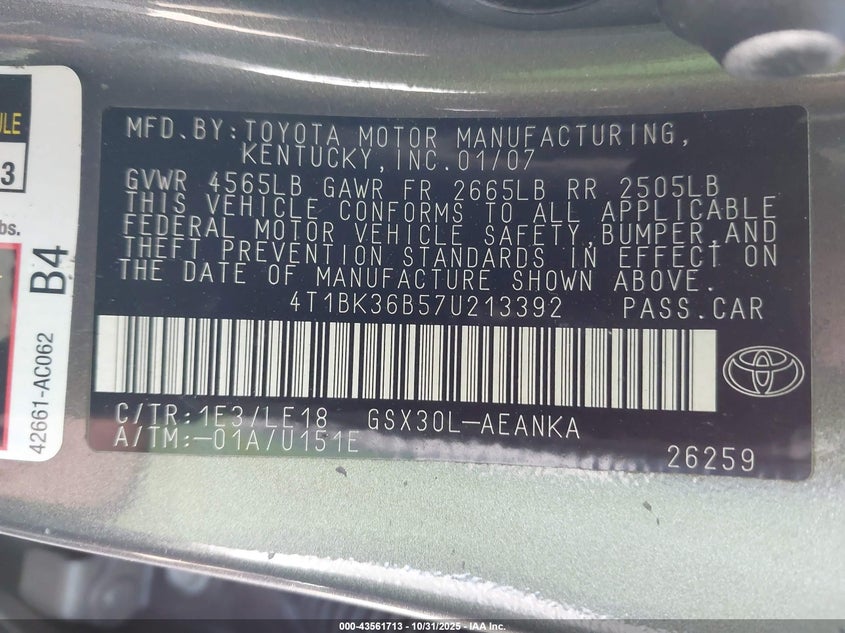 ULE
3
bs.
B4
42661-AC062
MFD.BY:TOYOTA MOTOR MANUFACTURING,
KENTUCKY,INC.01/07
GVWR 4565LB GAWR FR 2665LB RR 2505LB
THIS VEHICLE CONFORMS TO ALL APPLICABLE
FEDERAL MOTOR VEHICLE SAFETY,BUMPER,AND
THEFT PREVENTION STANDARDS IN EFFECT ON
THE DATE OF MANUFACTURE SHOWN ABOVE.
4T1BK36B57U213392 PASS.CAR
C/TR:1E3/LE18 GSX30L-AEANKA
A/TM:-01A/U151E
26259
000-43561713 - 10/31/2025 - IAA Inc.